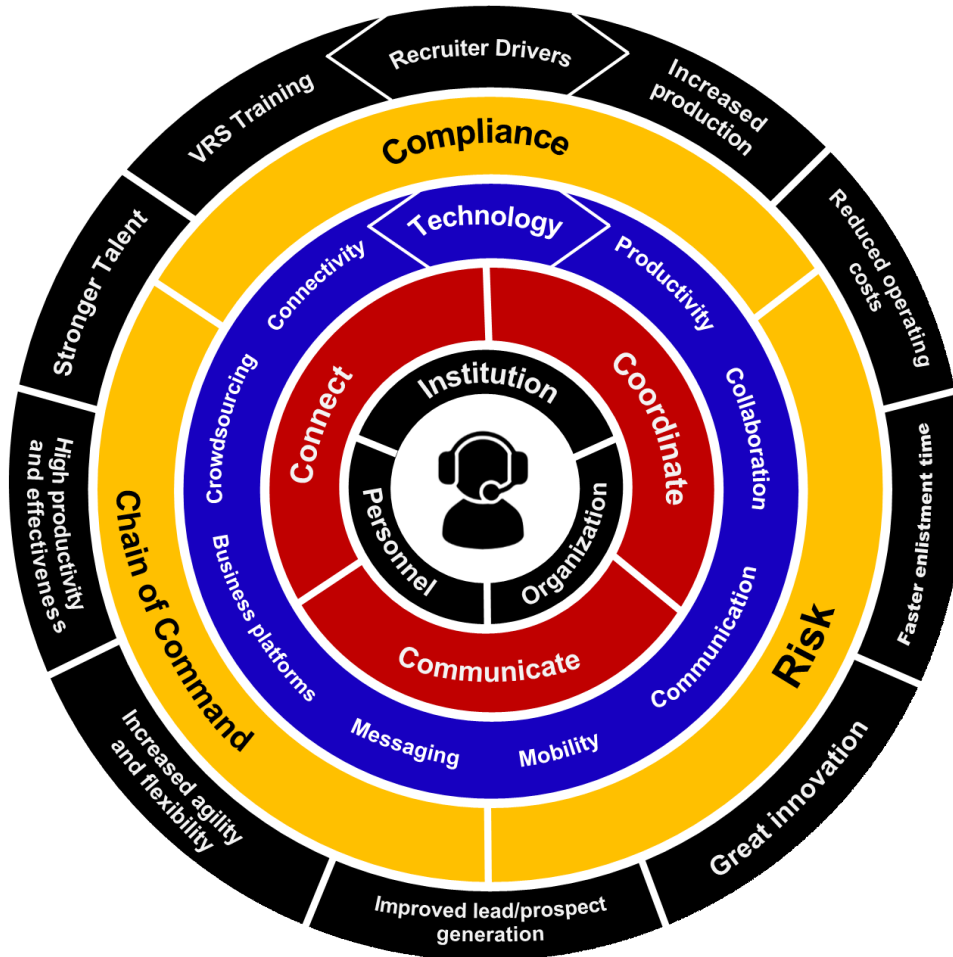 Recruiter Drivers
Increased
production
Reduced operating
costs
Faster enlistment time
Great innovation
Improved lead/prospect
generation
Increased agility
and flexibility
High productivity
and effectiveness
Stronger Talent
VRS Training
Compliance
Risk
Chain of Command
Technology
Productivity
Collaboration
Communication
Mobility
Messaging
Business platforms
Crowdsourcing
Connectivity
Connect
Coordinate
Communicate
Institution
Organization
Personnel